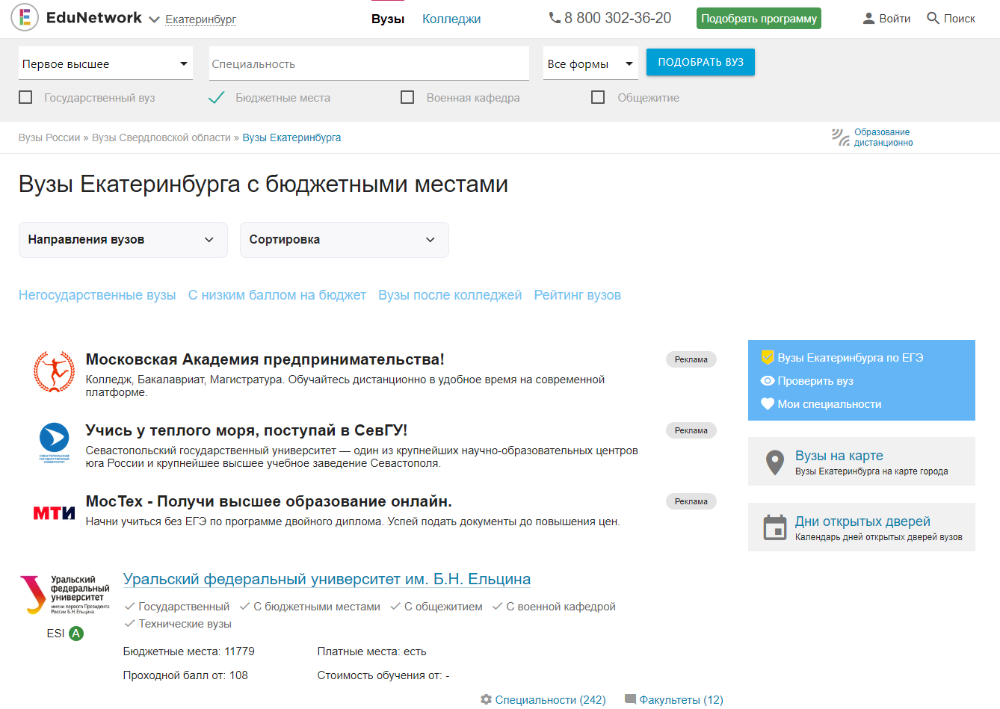 EduNetwork
Екатеринбург
Вузы
Колледжи
8 800 302-36-20
Подобрать программу
Войти
Поиск
Первое высшее
Специальность
Все формы
ПОДОБРАТЬ ВУЗ
Государственный вуз
Бюджетные места
Военная кафедра
Общежитие
Вузы России » Вузы Свердловской области » Вузы Екатеринбурга
Образование
дистанционно
Вузы Екатеринбурга с бюджетными местами
Направления вузов
Сортировка
Негосударственные вузы
С низким баллом на бюджет
Вузы после колледжей
Рейтинг вузов
Московская Академия предпринимательства!
Реклама
Колледж, Бакалавриат, Магистратура. Обучайтесь дистанционно в удобное время на современной
платформе.
СЕВАСТОПОЛЬСКИЙ
ГОСУДАРСТВЕННЫЙ
УНИВЕРСИТЕТ
Учись у теплого моря, поступай в СевГУ!
Реклама
Севастопольский государственный университет — один из крупнейших научно-образовательных центров
юга России и крупнейшее высшее учебное заведение Севастополя.
МТИ
МосТех - Получи высшее образование онлайн.
Реклама
Начни учиться без ЕГЭ по программе двойного диплома. Успей подать документы до повышения цен.
Вузы Екатеринбурга по ЕГЭ
Проверить вуз
Мои специальности
Вузы на карте
Вузы Екатеринбурга на карте города
Дни открытых дверей
Календарь дней открытых дверей вузов
Уральский
федеральный
университет
имени первого Президента
России Б.Н.Ельцина
ESI A
Уральский федеральный университет им. Б.Н. Ельцина
Государственный
С бюджетными местами
С общежитием
С военной кафедрой
Технические вузы
Бюджетные места: 11779
Платные места: есть
Проходной балл от: 108
Стоимость обучения от: -
Специальности (242)
Факультеты (12)